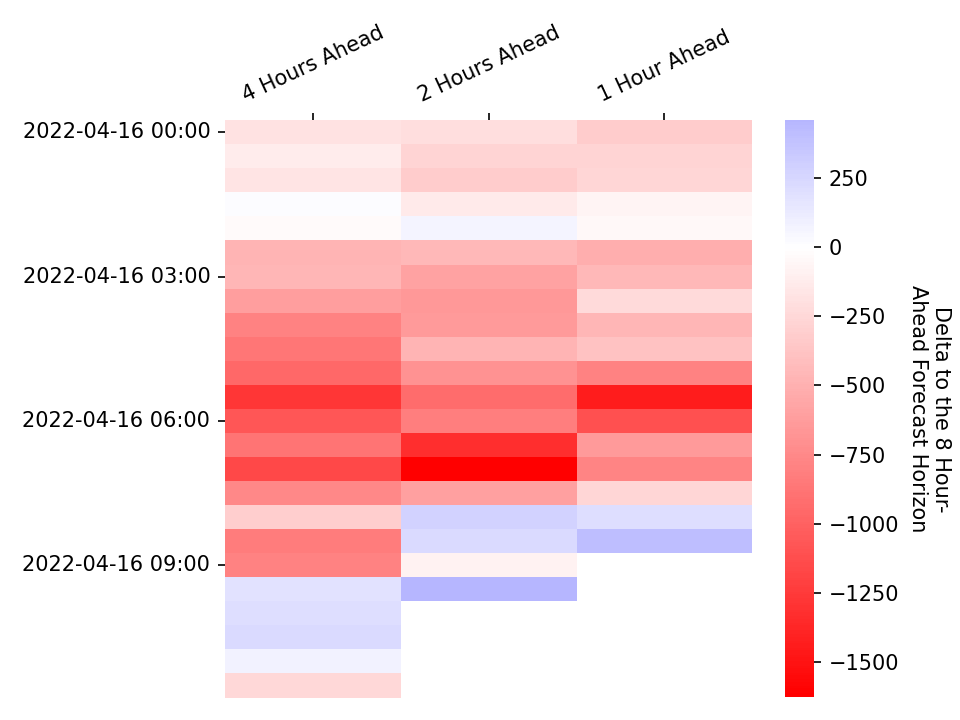 4 Hours Ahead
2 Hours Ahead
1 Hour Ahead
2022-04-16 00:00
2022-04-16 03:00
2022-04-16 06:00
2022-04-16 09:00
250
0
−250
−500
−750
−1000
−1250
−1500
Delta to the 8 Hour-
Ahead Forecast Horizon